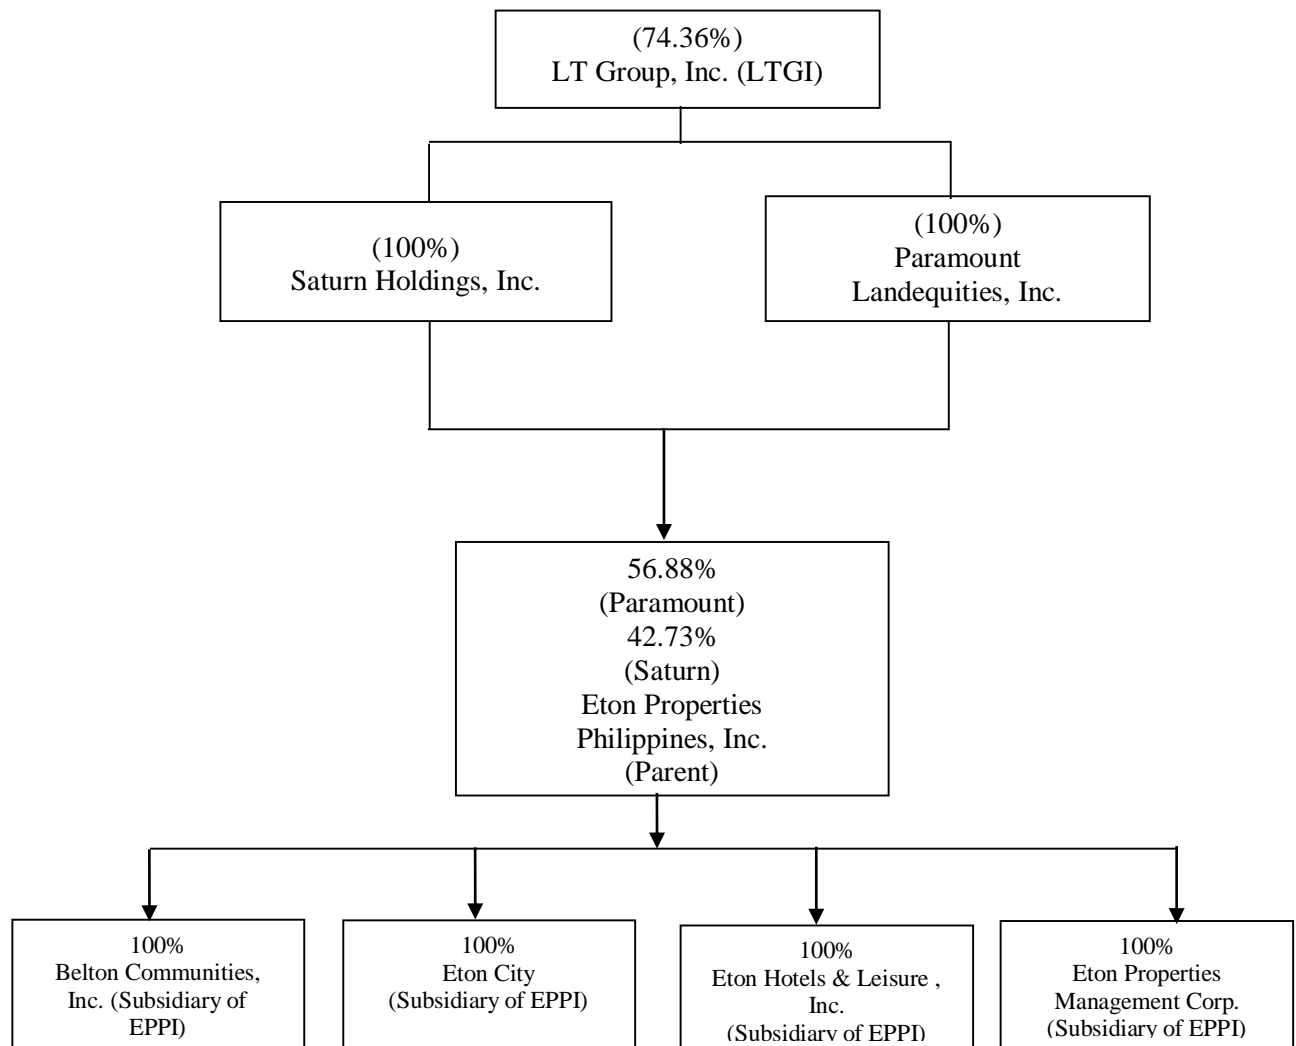 (74.36%)
LT Group, Inc. (LTGI)
(100%)
Saturn Holdings, Inc.
(100%)
Paramount
Landequities, Inc.
56.88%
(Paramount)
42.73%
(Saturn)
Eton Properties
Philippines, Inc.
(Parent)
100%
Belton Communities,
Inc. (Subsidiary of
EPPI)
100%
Eton City
(Subsidiary of EPPI)
100%
Eton Hotels & Leisure ,
Inc.
(Subsidiary of EPPI)
100%
Eton Properties
Management Corp.
(Subsidiary of EPPI)